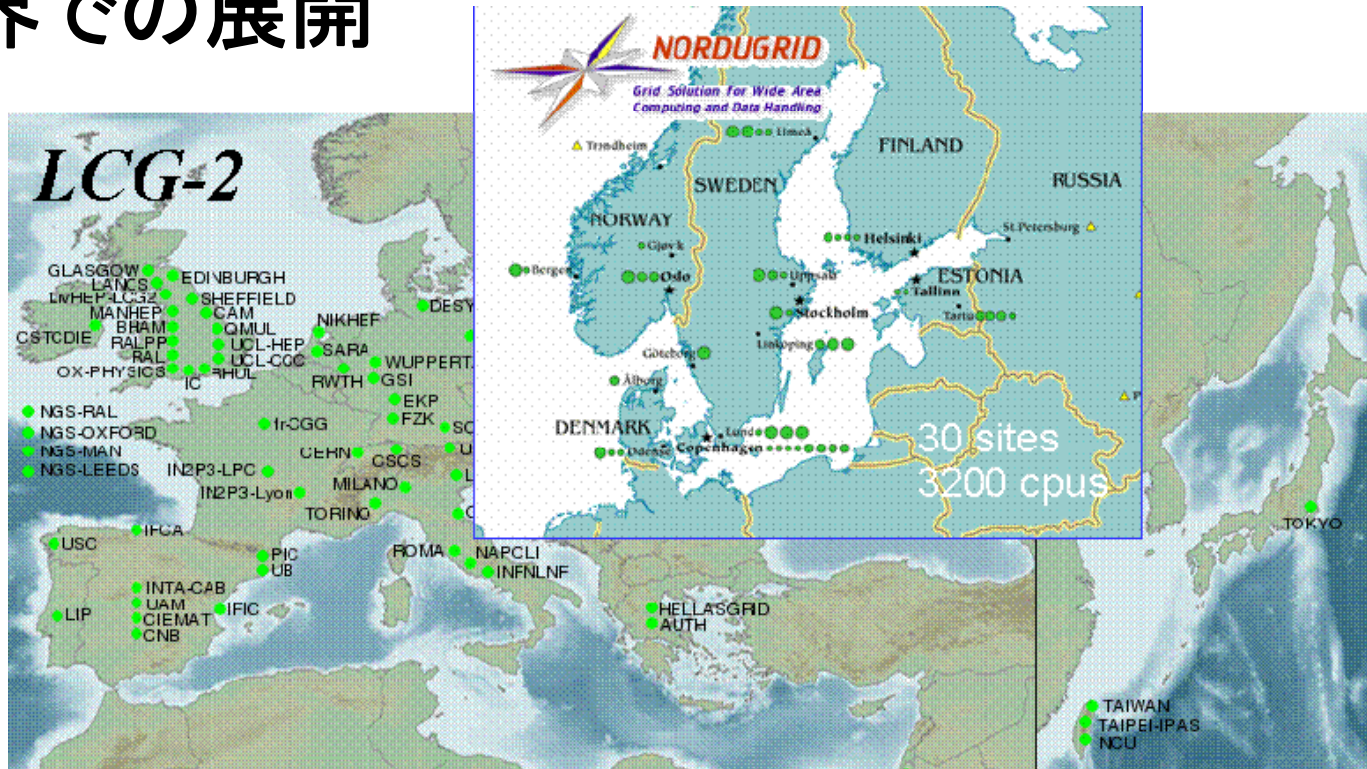 での展開
NORDUGRID
Grid Solution for Wide Area
Computing and Data Handling
Umeå
Trondheim
FINLAND
SWEDEN
RUSSIA
NORWAY
St.Petersburg
Gjøvik
Helsinki
Bergen
Oslo
Uppsala
ESTONIA
Tallinn
Stockholm
Tartu
Linköping
Göteborg
Ålborg
DENMARK
Lund
Copenhagen
Odense
30 sites
3200 cpus
LCG-2
GLASGOW
EDINBURGH
LANCS
LIVHEP-LCG2
SHEFFIELD
MANHEP
CAM
BHAM
QMUL
CSTCDIE
RALPP
UCL-HEP
RAL
UCL-CCC
OX-PHYSICS
IC
RHUL
NIKHEF
DESY
SARA
WUPPERT
RWTH
GSI
EKP
FZK
NGS-RAL
NGS-OXFORD
NGS-MAN
NGS-LEEDS
CERN
CSCS
IN2P3-LPC
MILANO
IN2P3-Lyon
TORINO
IFCA
USC
PIC
UB
ROMA
NAPOLI
INFNLNF
INTA-CAB
UAM
IFIC
LIP
CIEMAT
CNB
HELLASGRID
AUTH
TOKYO
TAIWAN
TAIPEI-IPAS
NCU